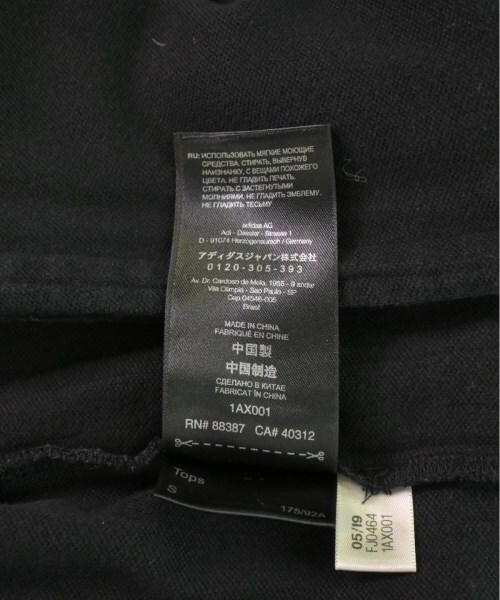 RU: ИСПОЛЬЗОВАТЬ МЯГКИЕ МОЮЩИЕ
СРЕДСТВА. СТИРАТЬ, ВЫВЕРНУВ
НАИЗНАНКУ, С ВЕЩАМИ ПОХОЖЕГО
ЦВЕТА. НЕ ГЛАДИТЬ ПЕЧАТЬ.
СТИРАТЬ С ЗАСТЕГНУТЫМИ
МОЛНИЯМИ. НЕ ГЛАДИТЬ ЭМБЛЕМУ.
НЕ ГЛАДИТЬ ТЕСЬМУ
adidas AG
Adi - Dassler - Strasse 1
D - 91074 Herzogenaurach / Germany
アディダスジャパン株式会社
0120-305-393
Av. Dr. Cardoso de Melo, 1955 - 9 andar
Vila Olimpia - Sao Paulo - SP
Cep 04548-005
Brasil
MADE IN CHINA
FABRIQUÉ EN CHINE
中国製
中国制造
СДЕЛАНО В КИТАЕ
FABRICAT ÎN CHINA
1AX001
RN# 88387 CA# 40312
Tops
S
175/92A
05/19
FJ0464
1AX001